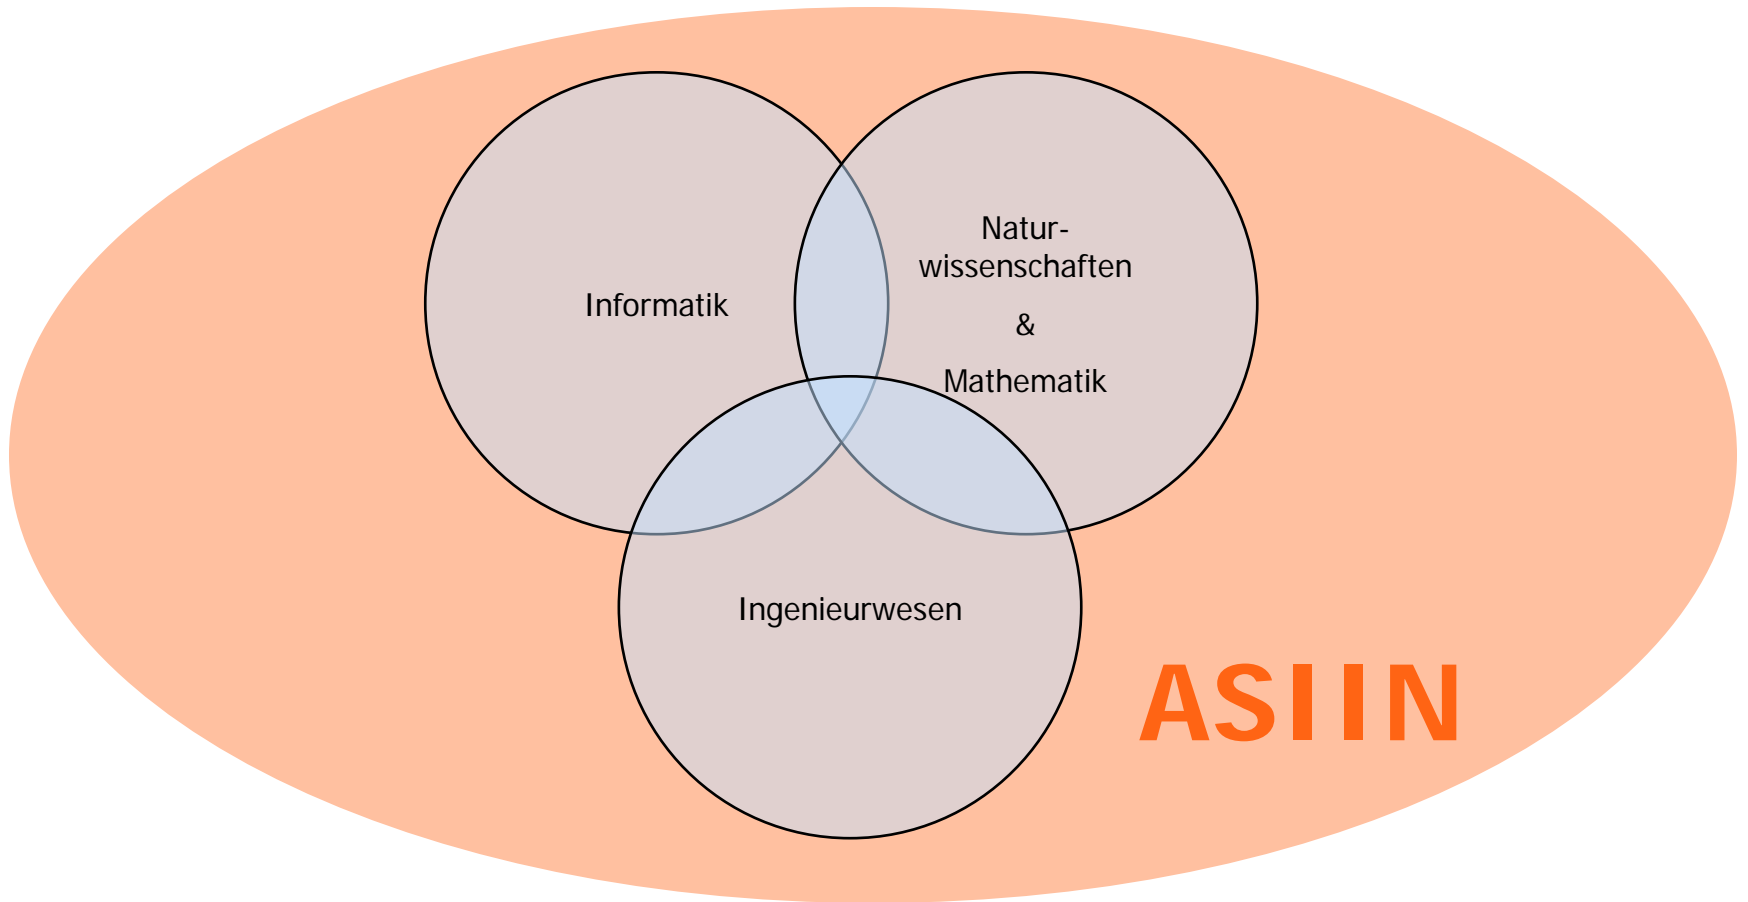 Informatik
Natur-
wissenschaften
&
Mathematik
Ingenieurwesen
ASIIN